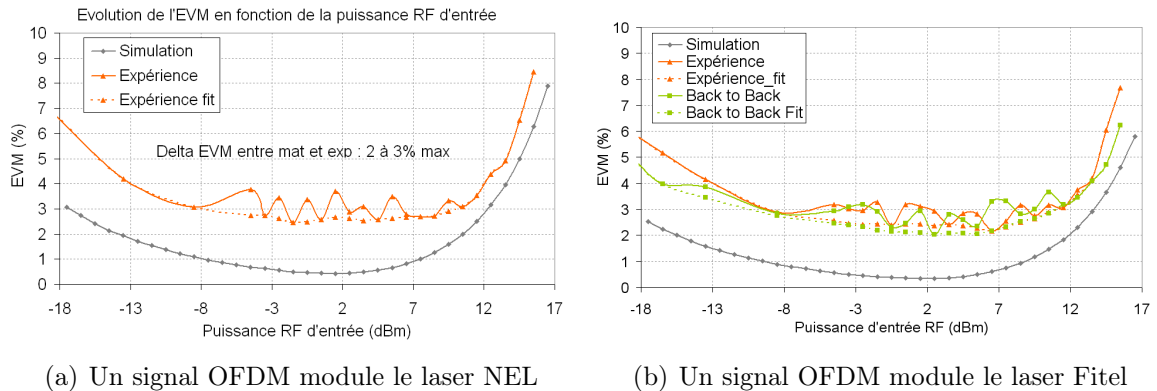 Evolution de l'EVM en fonction de la puissance RF d'entrée
EVM (%)
10
9
8
7
6
5
4
3
2
1
0
Simulation
Expérience
Expérience fit
Delta EVM entre mat et exp : 2 à 3% max
-18 -13 -8 -3 2 7 12 17
Puissance RF d'entrée (dBm)
(a) Un signal OFDM module le laser NEL
EVM (%)
10
9
8
7
6
5
4
3
2
1
0
Simulation
Expérience
Expérience_fit
Back to Back
Back to Back Fit
-18 -13 -8 -3 2 7 12 17
Puissance d'entrée RF (dBm)
(b) Un signal OFDM module le laser Fitel